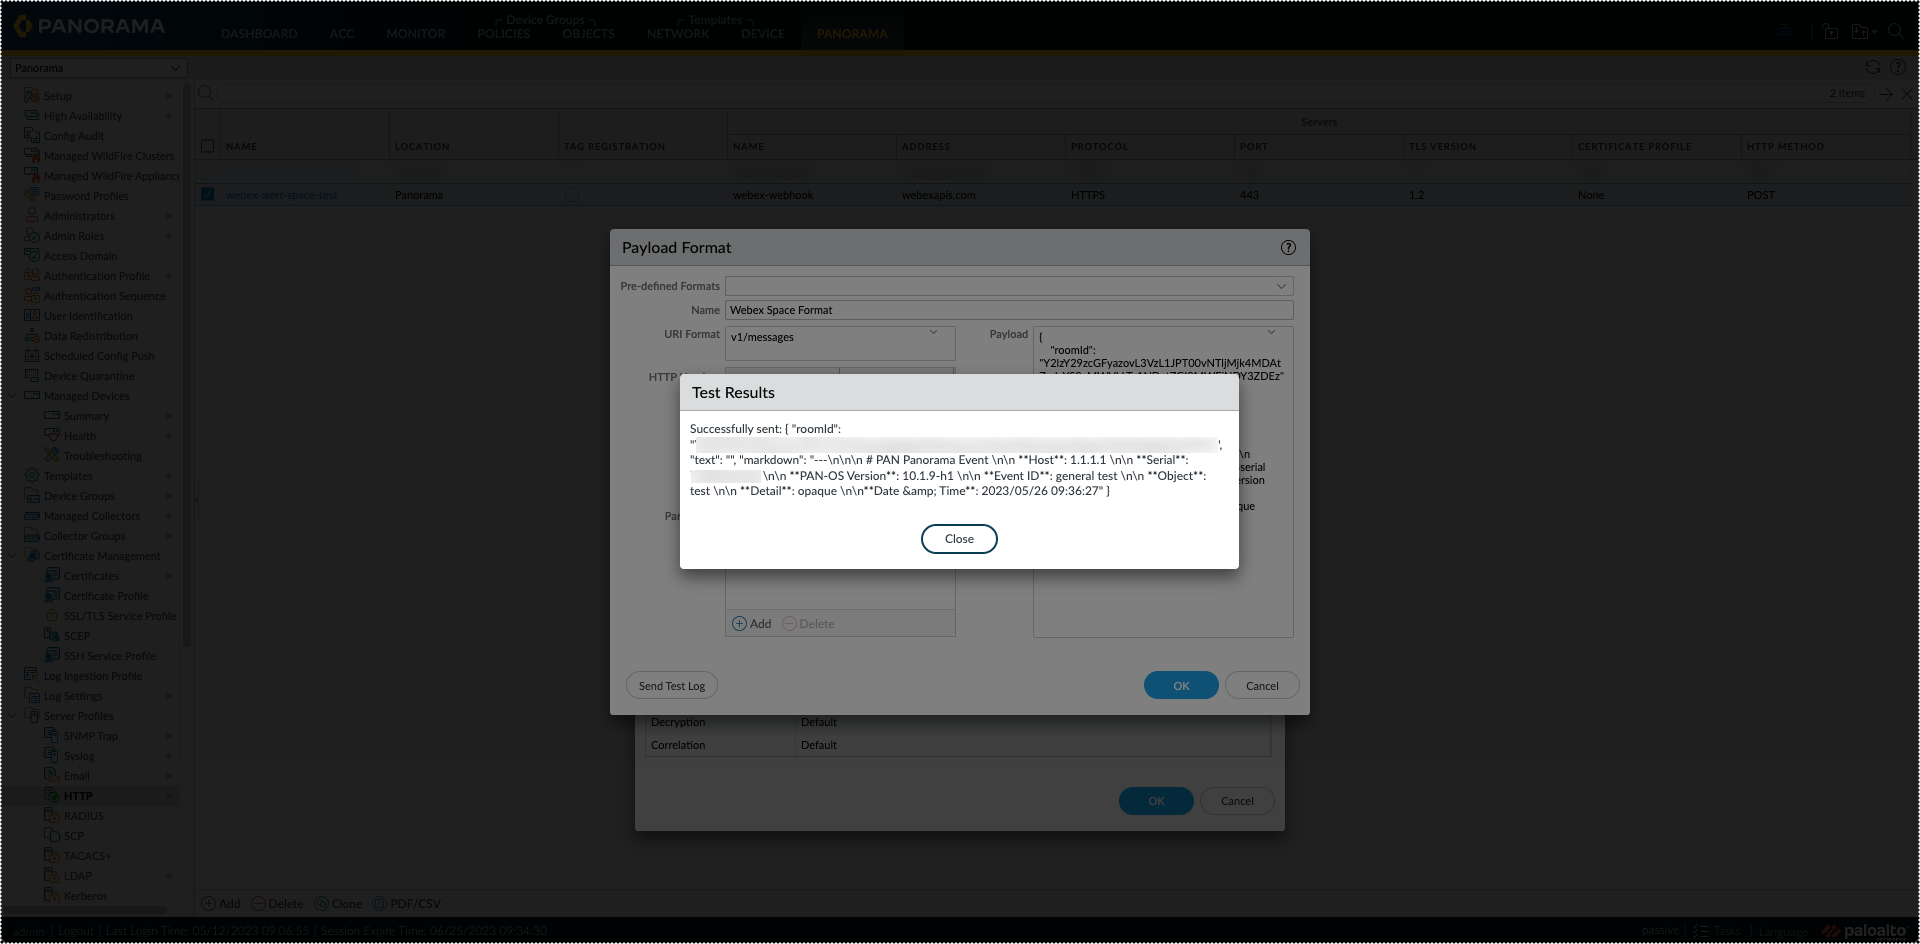 PANORAMA
Device Groups
Templates
DASHBOARD
ACC
MONITOR
POLICIES
OBJECTS
NETWORK
DEVICE
PANORAMA
Panorama
Setup
High Availability
Config Audit
Managed WildFire Clusters
Managed WildFire Applianc
Password Profiles
Administrators
Admin Roles
Access Domain
Authentication Profile
Authentication Sequence
User Identification
Data Redistribution
Scheduled Config Push
Device Quarantine
Managed Devices
Summary
Health
Troubleshooting
Templates
Device Groups
Managed Collectors
Collector Groups
Certificate Management
Certificates
Certificate Profile
SSL/TLS Service Profile
SCEP
SSH Service Profile
Log Ingestion Profile
Log Settings
Server Profiles
SNMP Trap
Syslog
Email
HTTP
RADIUS
SCP
TACACS+
LDAP
Kerberos
2 items
Servers
NAME
LOCATION
TAG REGISTRATION
NAME
ADDRESS
PROTOCOL
PORT
TLS VERSION
CERTIFICATE PROFILE
HTTP METHOD
webex-alert-space-test
Panorama
webex-webhook
webexapis.com
HTTPS
443
1.2
None
POST
Payload Format
Pre-defined Formats
Name
Webex Space Format
URI Format
v1/messages
Payload
{
"roomId":
HTTP
Test Results
Successfully sent: { "roomId":
"text": "", "markdown": "---\n\n\n # PAN Panorama Event \n\n **Host**: 1.1.1.1 \n\n **Serial**:
\n\n **PAN-OS Version**: 10.1.9-h1 \n\n **Event ID**: general test \n\n **Object**:
test \n\n **Detail**: opaque \n\n**Date &amp; Time**: 2023/05/26 09:36:27" }
Close
\n
serial
ersion
que
Par
Add
Delete
Send Test Log
OK
Cancel
Decryption
Default
Correlation
Default
OK
Cancel
Add
Delete
Clone
PDF/CSV
admin | Logout | Last Login Time: 05/12/2023 09:06:55 | Session Expire Time: 06/25/2023 09:34:30
passive | Tasks | Language
paloalto